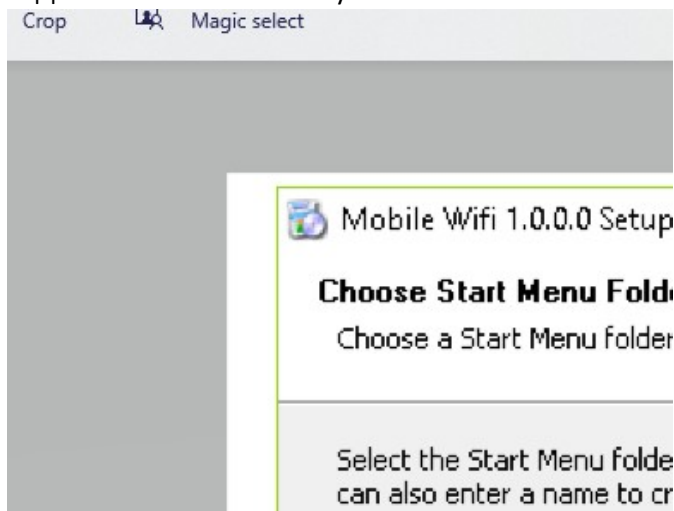 Crop Magic select
Mobile Wifi 1.0.0.0 Setup
Choose Start Menu Folde
Choose a Start Menu folder
Select the Start Menu folde
can also enter a name to cr